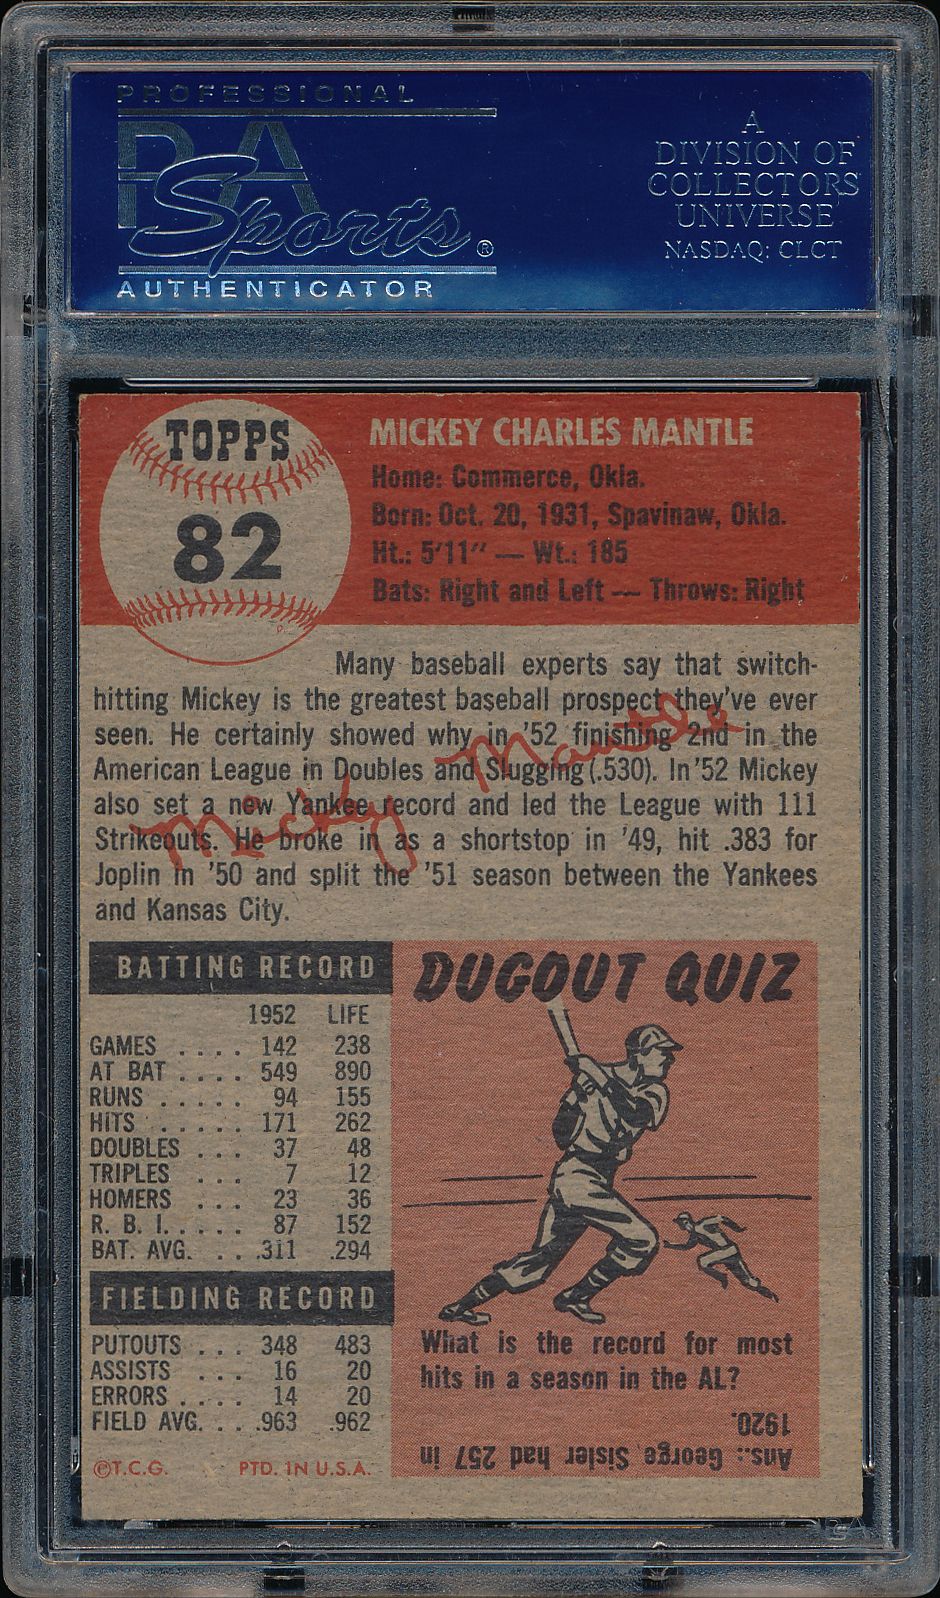 PROFESSIONAL
PSA
Sports®
AUTHENTICATOR
A
DIVISION OF
COLLECTORS
UNIVERSE
NASDAQ: CLCT
TOPPS
82
MICKEY CHARLES MANTLE
Home: Commerce, Okla.
Born: Oct. 20, 1931, Spavinaw, Okla.
Ht.: 5'11" — Wt.: 185
Bats: Right and Left — Throws: Right
Many baseball experts say that switch-
hitting Mickey is the greatest baseball prospect they've ever
seen. He certainly showed why in '52 finishing 2nd in the
American League in Doubles and Slugging (.530). In '52 Mickey
also set a new Yankee record and led the League with 111
Strikeouts. He broke in as a shortstop in '49, hit .383 for
Joplin in '50 and split the '51 season between the Yankees
and Kansas City.
Mickey Mantle
BATTING RECORD
1952 LIFE
GAMES .... 142 238
AT BAT .... 549 890
RUNS ..... 94 155
HITS ...... 171 262
DOUBLES ... 37 48
TRIPLES ... 7 12
HOMERS ... 23 36
R. B. I. .... 87 152
BAT. AVG. ...311 .294
FIELDING RECORD
PUTOUTS ... 348 483
ASSISTS ... 16 20
ERRORS .... 14 20
FIELD AVG. ...963 .962
©T.C.G. PTD. IN U.S.A.
DUGOUT QUIZ
What is the record for most
hits in a season in the AL?
Ans.: George Sisler had 257 in
1920.